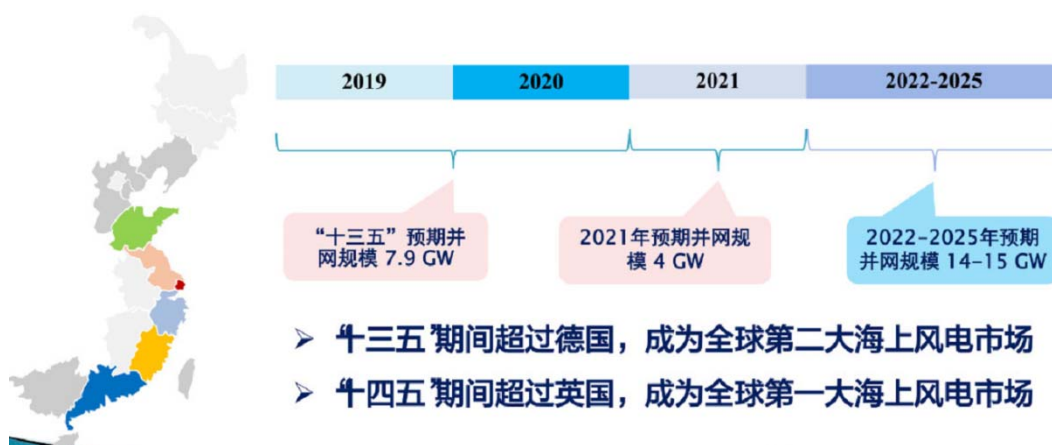 2019
2020
2021
2022-2025
“十三五”预期并
网规模 7.9 GW
2021年预期并网规
模 4 GW
2022-2025年预期
并网规模 14-15 GW
➢ “十三五”期间超过德国，成为全球第二大海上风电市场
➢ “十四五”期间超过英国，成为全球第一大海上风电市场